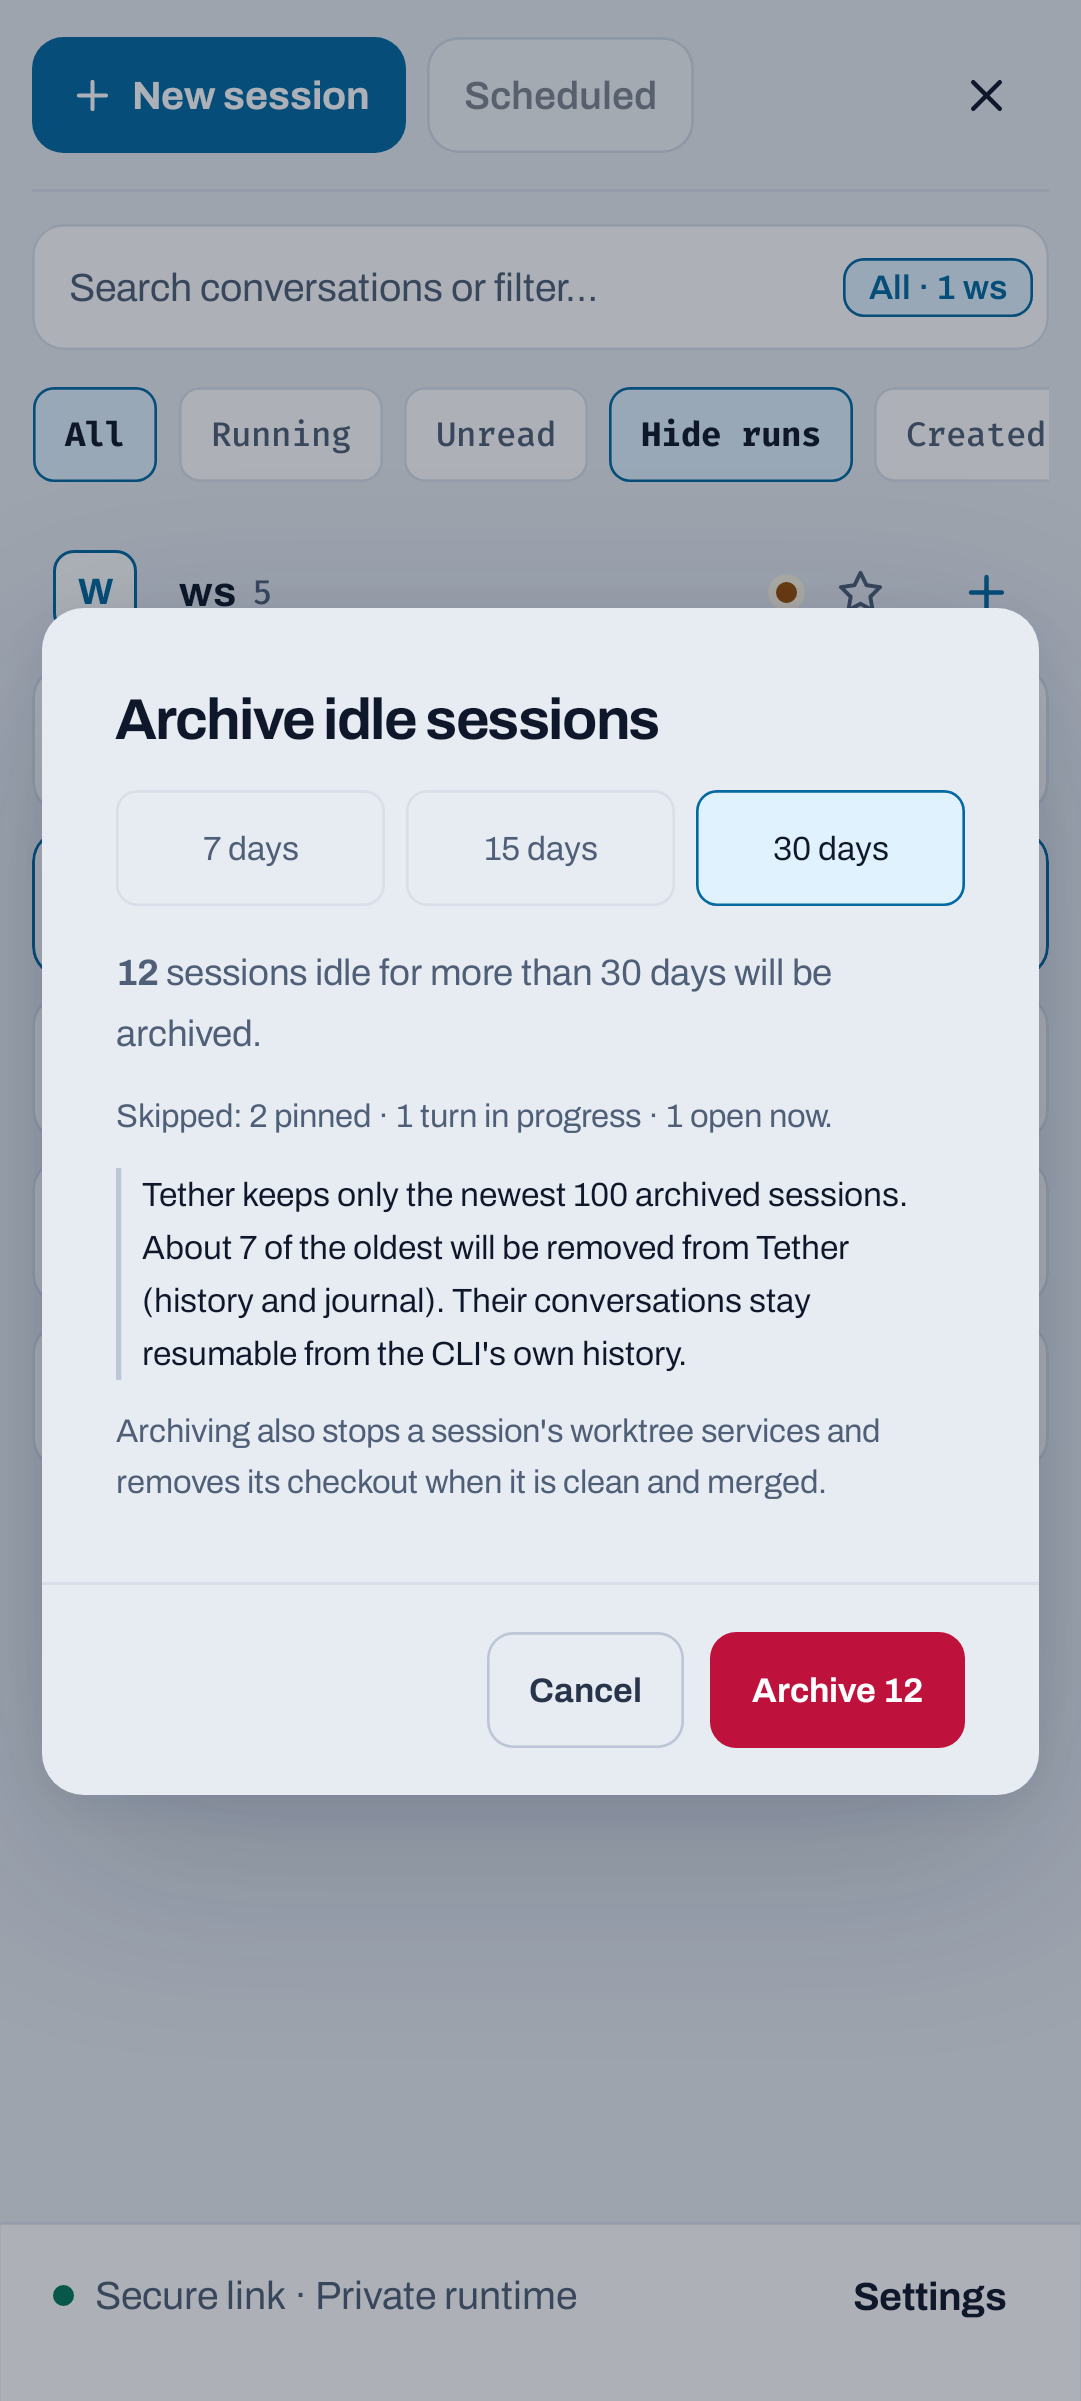 New session
Scheduled
Search conversations or filter...
All · 1 ws
All
Running
Unread
Hide runs
Created
W
ws 5
Archive idle sessions
7 days
15 days
30 days
12 sessions idle for more than 30 days will be
archived.
Skipped: 2 pinned · 1 turn in progress · 1 open now.
Tether keeps only the newest 100 archived sessions.
About 7 of the oldest will be removed from Tether
(history and journal). Their conversations stay
resumable from the CLI's own history.
Archiving also stops a session's worktree services and
removes its checkout when it is clean and merged.
Cancel
Archive 12
Secure link · Private runtime
Settings